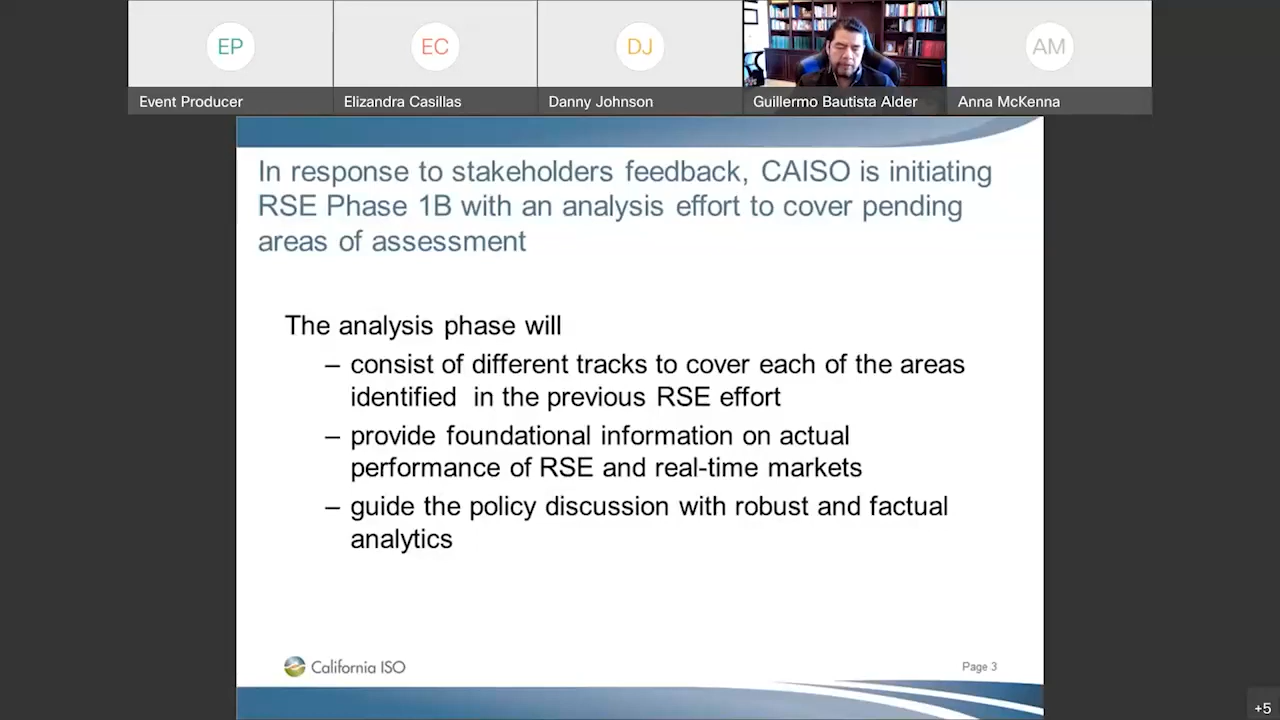 EP
EC
DJ
AM
Event Producer
Elizandra Casillas
Danny Johnson
Guillermo Bautista Alder
Anna McKenna
In response to stakeholders feedback, CAISO is initiating
RSE Phase 1B with an analysis effort to cover pending
areas of assessment
The analysis phase will
– consist of different tracks to cover each of the areas
identified in the previous RSE effort
– provide foundational information on actual
performance of RSE and real-time markets
– guide the policy discussion with robust and factual
analytics
California ISO
Page 3
+5